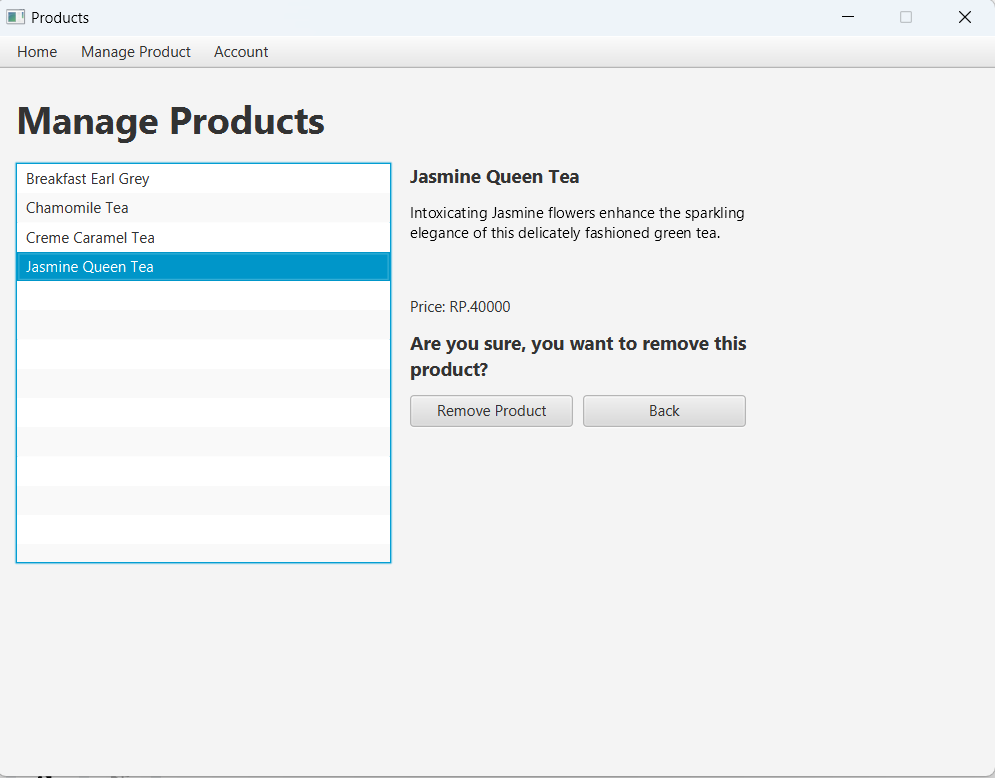 Products
Home Manage Product Account
Manage Products
Breakfast Earl Grey
Chamomile Tea
Creme Caramel Tea
Jasmine Queen Tea
Jasmine Queen Tea
Intoxicating Jasmine flowers enhance the sparkling
elegance of this delicately fashioned green tea.
Price: RP.40000
Are you sure, you want to remove this
product?
Remove Product Back